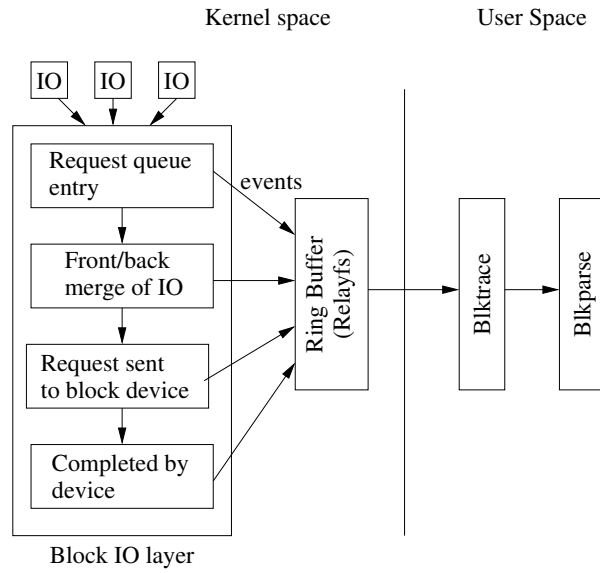 Kernel space
User Space
IO
IO
IO
Request queue
entry
events
Front/back
merge of IO
Request sent
to block device
Completed by
device
Block IO layer
Ring Buffer
(Relayfs)
Blktrace
Blkparse